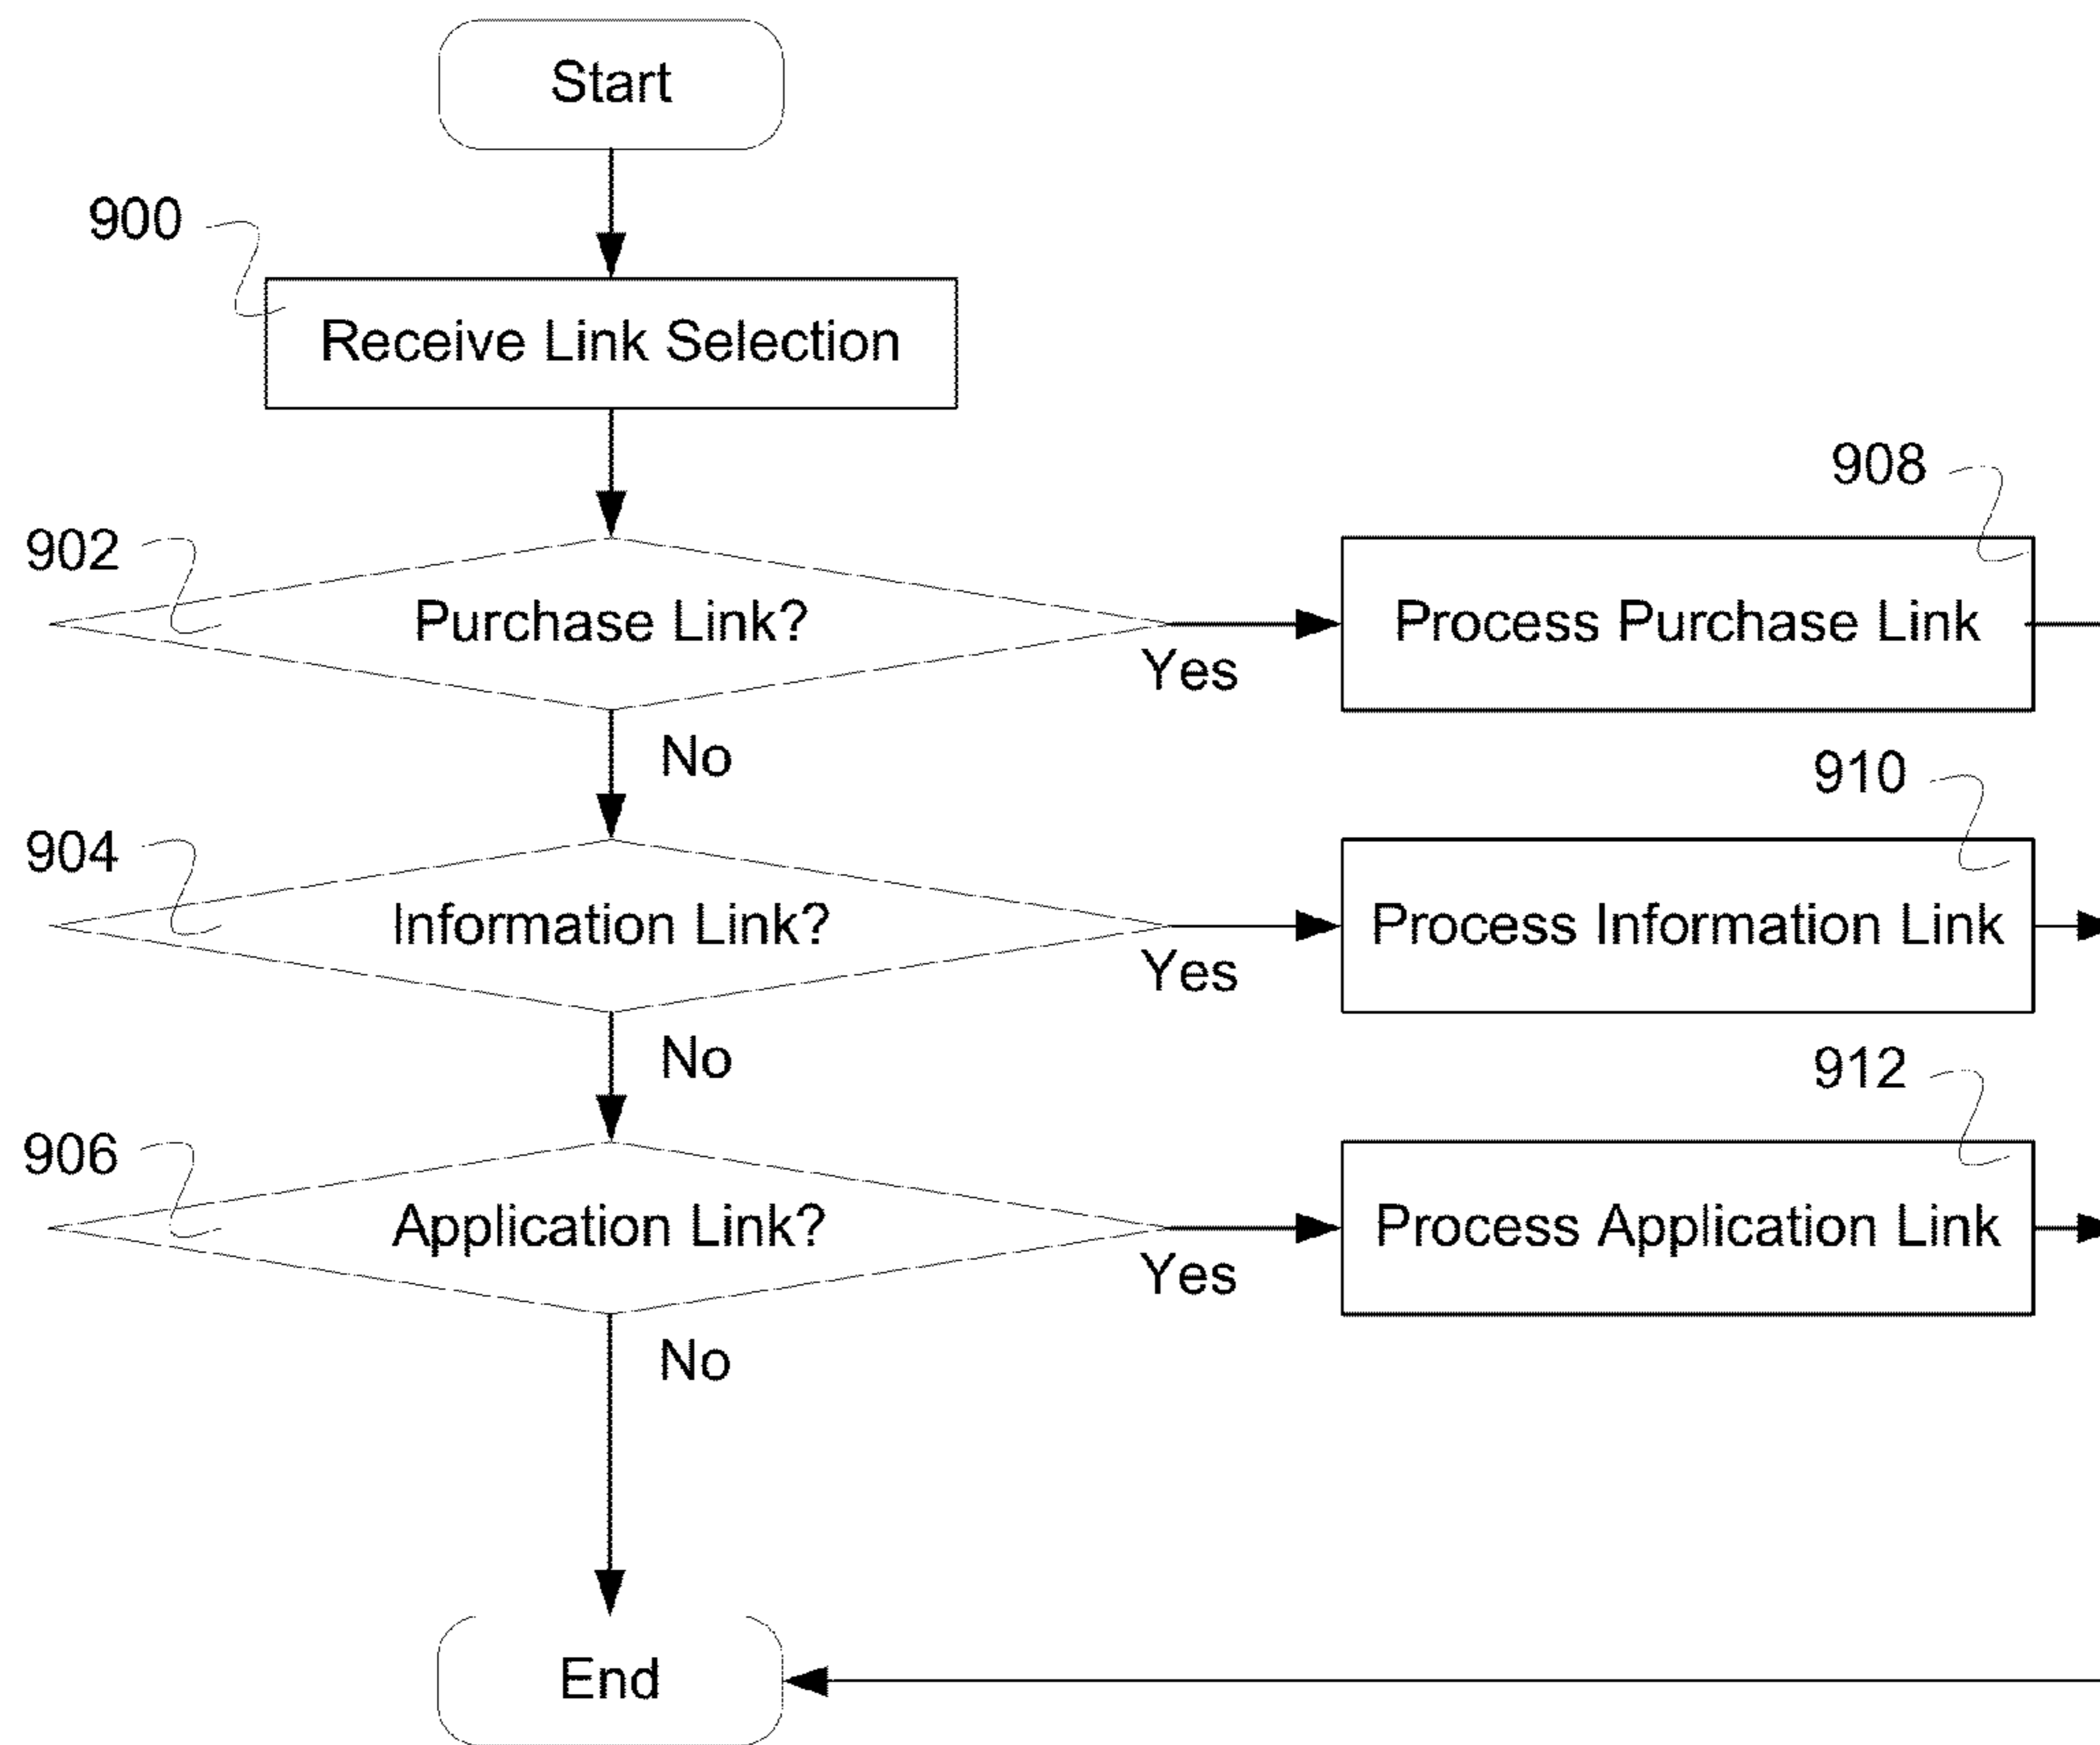 Start
900
Receive Link Selection
908
902
Purchase Link?
Yes
Process Purchase Link
No
910
904
Information Link?
Yes
Process Information Link
No
912
906
Application Link?
Yes
Process Application Link
No
End